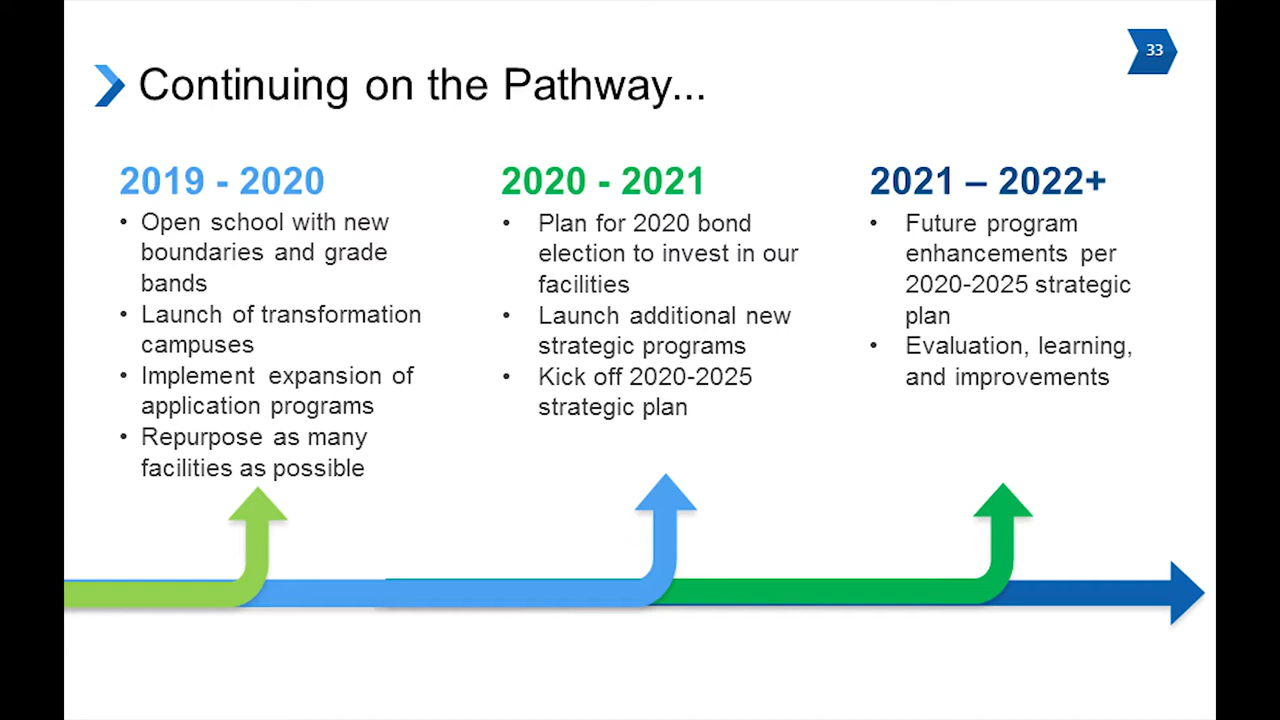 33
Continuing on the Pathway...
2019 - 2020
• Open school with new
boundaries and grade
bands
• Launch of transformation
campuses
• Implement expansion of
application programs
• Repurpose as many
facilities as possible
2020 - 2021
• Plan for 2020 bond
election to invest in our
facilities
• Launch additional new
strategic programs
• Kick off 2020-2025
strategic plan
2021 – 2022+
• Future program
enhancements per
2020-2025 strategic
plan
• Evaluation, learning,
and improvements